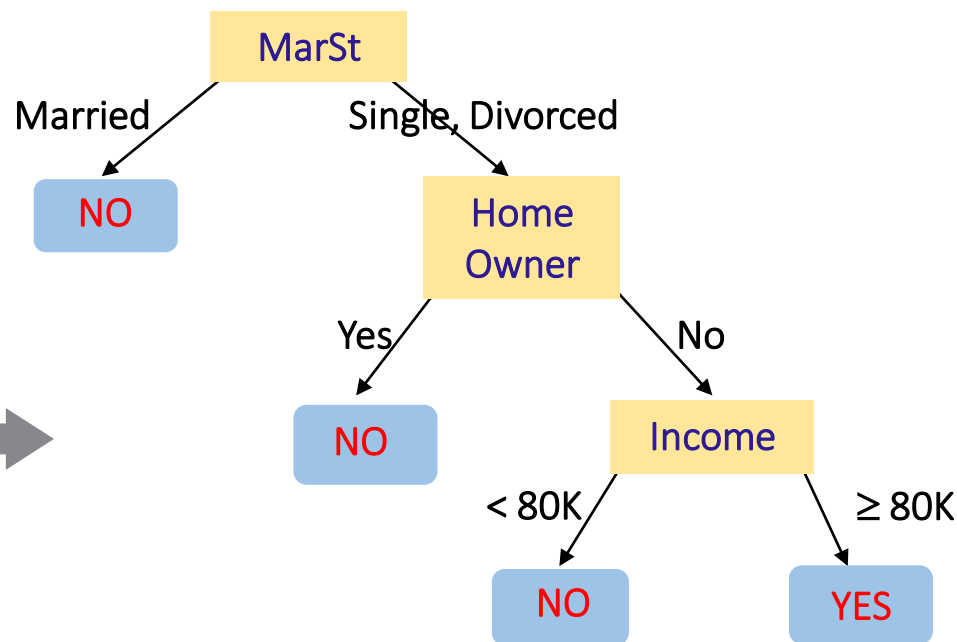 MarSt
Married
Single, Divorced
NO
Home
Owner
Yes
No
NO
Income
< 80K
≥ 80K
NO
YES